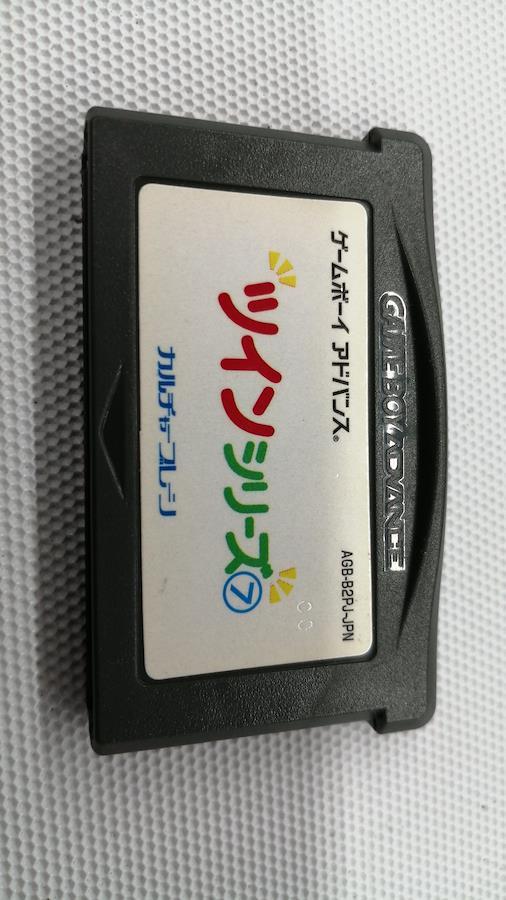 GAME BOY ADVANCE
ゲームボーイ アドバンス®
AGB-B2PJ-JPN
ツインシリーズ⑦
カルチャーブレーン
00